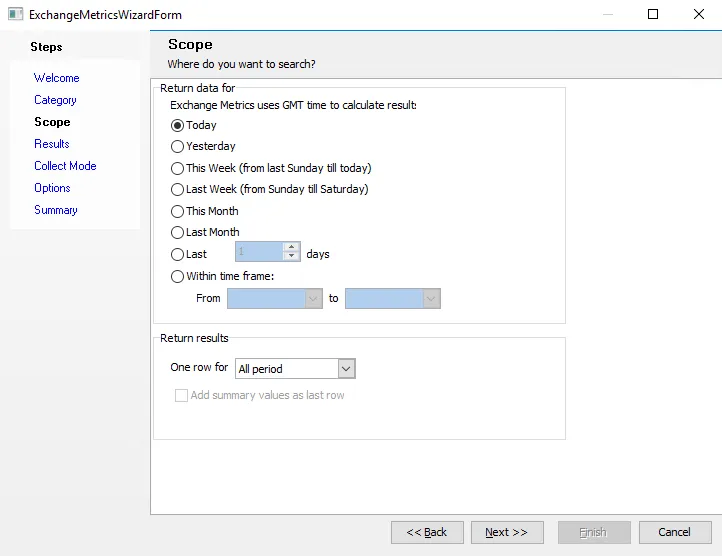 ExchangeMetricsWizardForm
Steps
Welcome
Category
Scope
Results
Collect Mode
Options
Summary
Scope
Where do you want to search?
Return data for
Exchange Metrics uses GMT time to calculate result:
Today
Yesterday
This Week (from last Sunday till today)
Last Week (from Sunday till Saturday)
This Month
Last Month
Last 1 days
Within time frame:
From to
Return results
One row for All period
Add summary values as last row
<< Back Next >> Finish Cancel